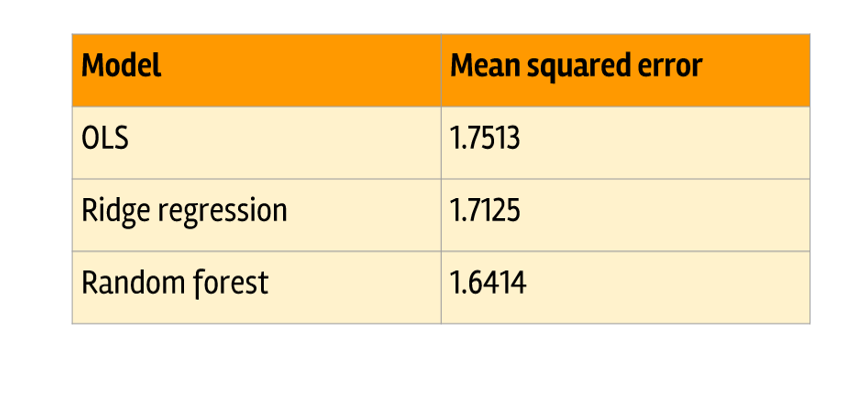 Model Mean squared error
OLS 1.7513
Ridge regression 1.7125
Random forest 1.6414